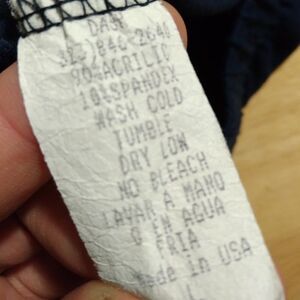 DAN
90%ACRILIC
10%SPANDEX
WASH COLD
TUMBLE
DRY LOW
NO BLEACH
LAVAR A MANO
O EN AGUA
FRIA
Made in USA
L